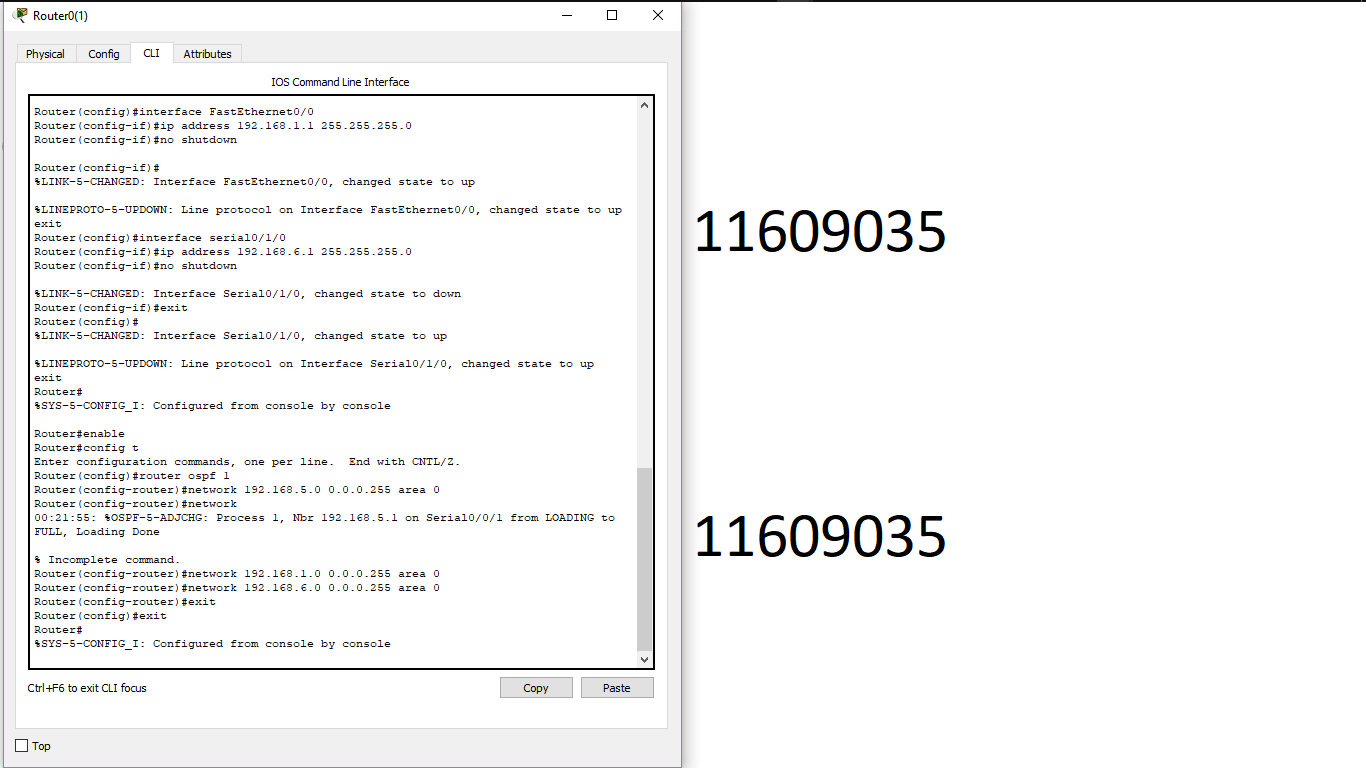 Router0(1)
Physical Config CLI Attributes
IOS Command Line Interface
Router(config)#interface FastEthernet0/0
Router(config-if)#ip address 192.168.1.1 255.255.255.0
Router(config-if)#no shutdown
Router(config-if)#
%LINK-5-CHANGED: Interface FastEthernet0/0, changed state to up
%LINEPROTO-5-UPDOWN: Line protocol on Interface FastEthernet0/0, changed state to up
exit
Router(config)#interface serial0/1/0
Router(config-if)#ip address 192.168.6.1 255.255.255.0
Router(config-if)#no shutdown
%LINK-5-CHANGED: Interface Serial0/1/0, changed state to down
Router(config-if)#exit
Router(config)#
%LINK-5-CHANGED: Interface Serial0/1/0, changed state to up
%LINEPROTO-5-UPDOWN: Line protocol on Interface Serial0/1/0, changed state to up
exit
Router#
%SYS-5-CONFIG_I: Configured from console by console
Router#enable
Router#config t
Enter configuration commands, one per line.  End with CNTL/Z.
Router(config)#router ospf 1
Router(config-router)#network 192.168.5.0 0.0.0.255 area 0
Router(config-router)#network
00:21:55: %OSPF-5-ADJCHG: Process 1, Nbr 192.168.5.1 on Serial0/0/1 from LOADING to
FULL, Loading Done
% Incomplete command.
Router(config-router)#network 192.168.1.0 0.0.0.255 area 0
Router(config-router)#network 192.168.6.0 0.0.0.255 area 0
Router(config-router)#exit
Router(config)#exit
Router#
%SYS-5-CONFIG_I: Configured from console by console
Ctrl+F6 to exit CLI focus
Copy Paste
Top
11609035
11609035